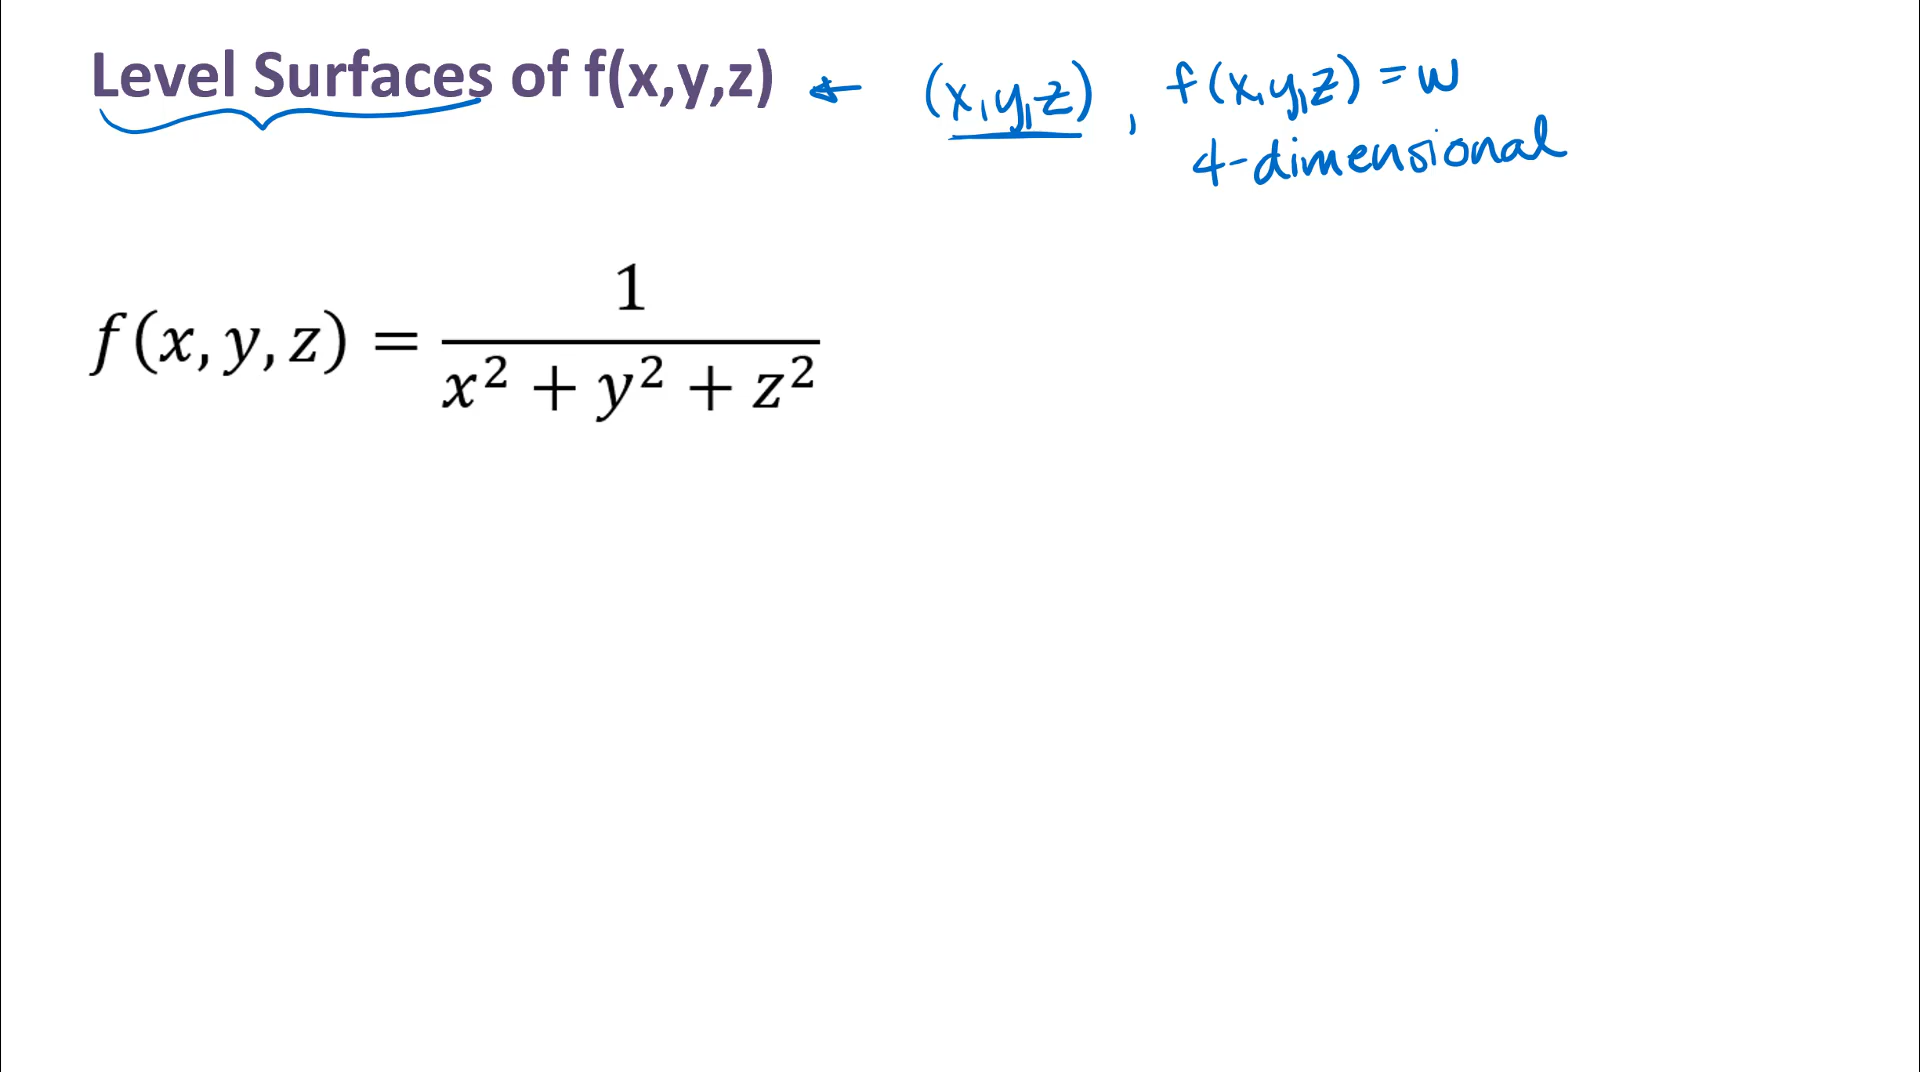 Level Surfaces of f(x,y,z) ← (x,y,z), f(x,y,z) = w
4-dimensional
f(x, y, z) = 1 / (x² + y² + z²)